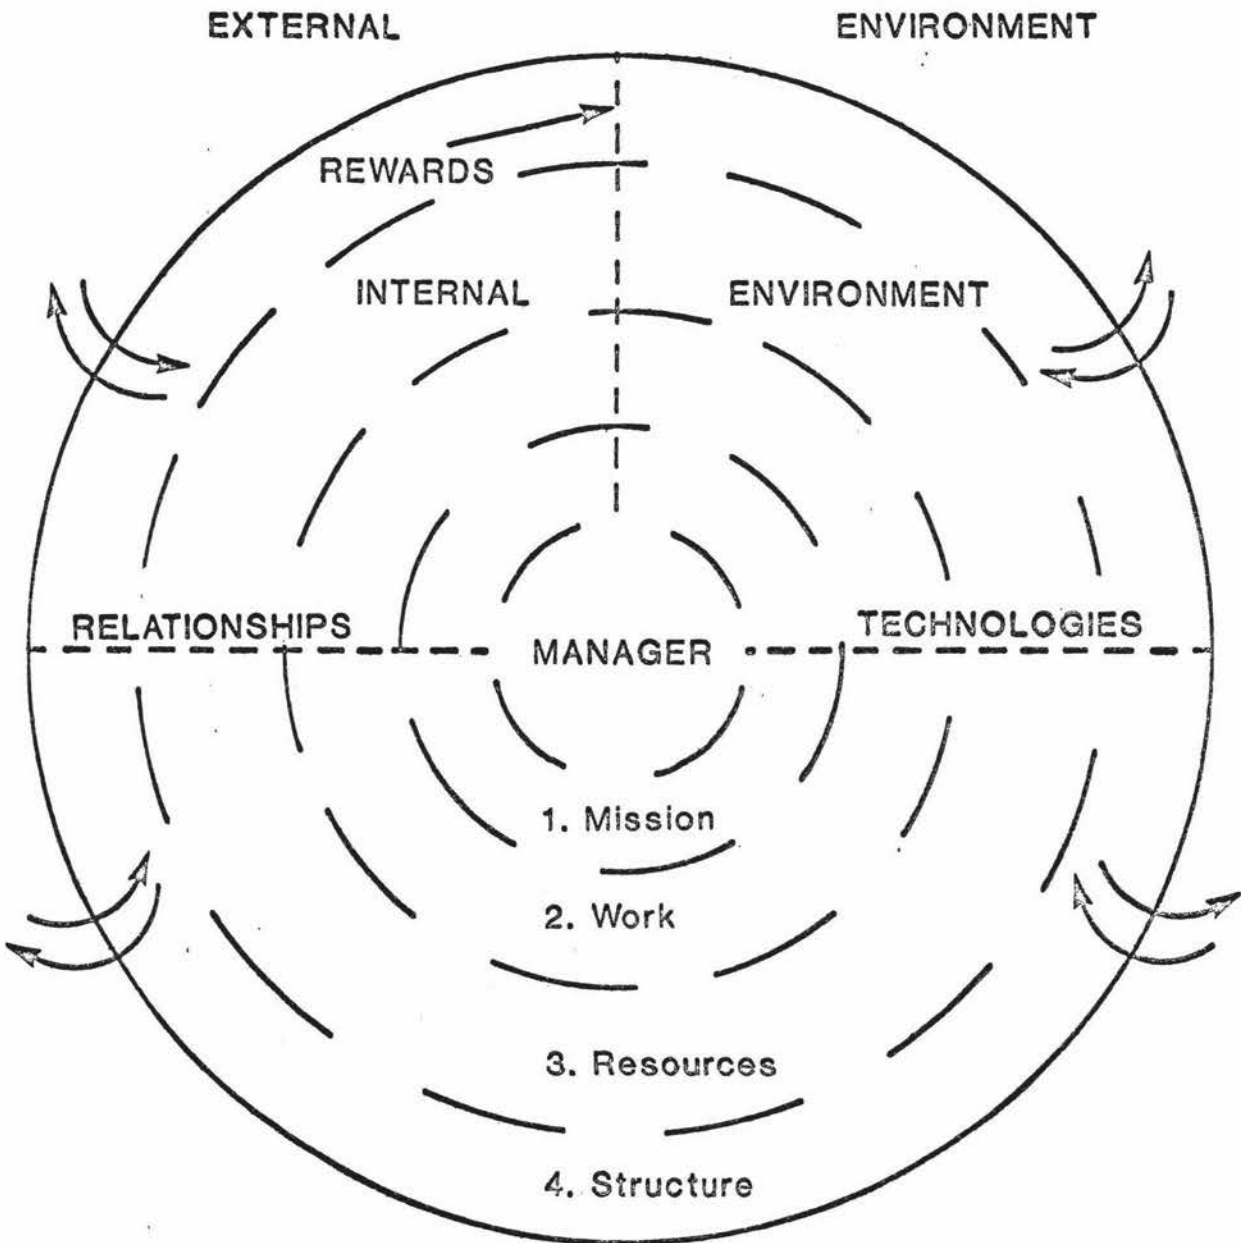 EXTERNAL ENVIRONMENT
REWARDS
INTERNAL ENVIRONMENT
RELATIONSHIPS TECHNOLOGIES
MANAGER
1. Mission
2. Work
3. Resources
4. Structure